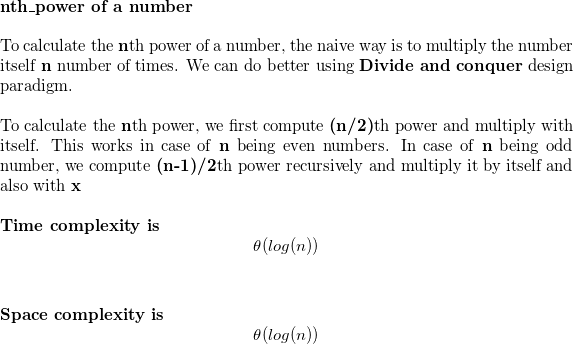 nth_power of a number
To calculate the nth power of a number, the naive way is to multiply the number
itself n number of times. We can do better using Divide and conquer design
paradigm.
To calculate the nth power, we first compute (n/2)th power and multiply with
itself. This works in case of n being even numbers. In case of n being odd
number, we compute (n-1)/2th power recursively and multiply it by itself and
also with x
Time complexity is
θ(log(n))
Space complexity is
θ(log(n))